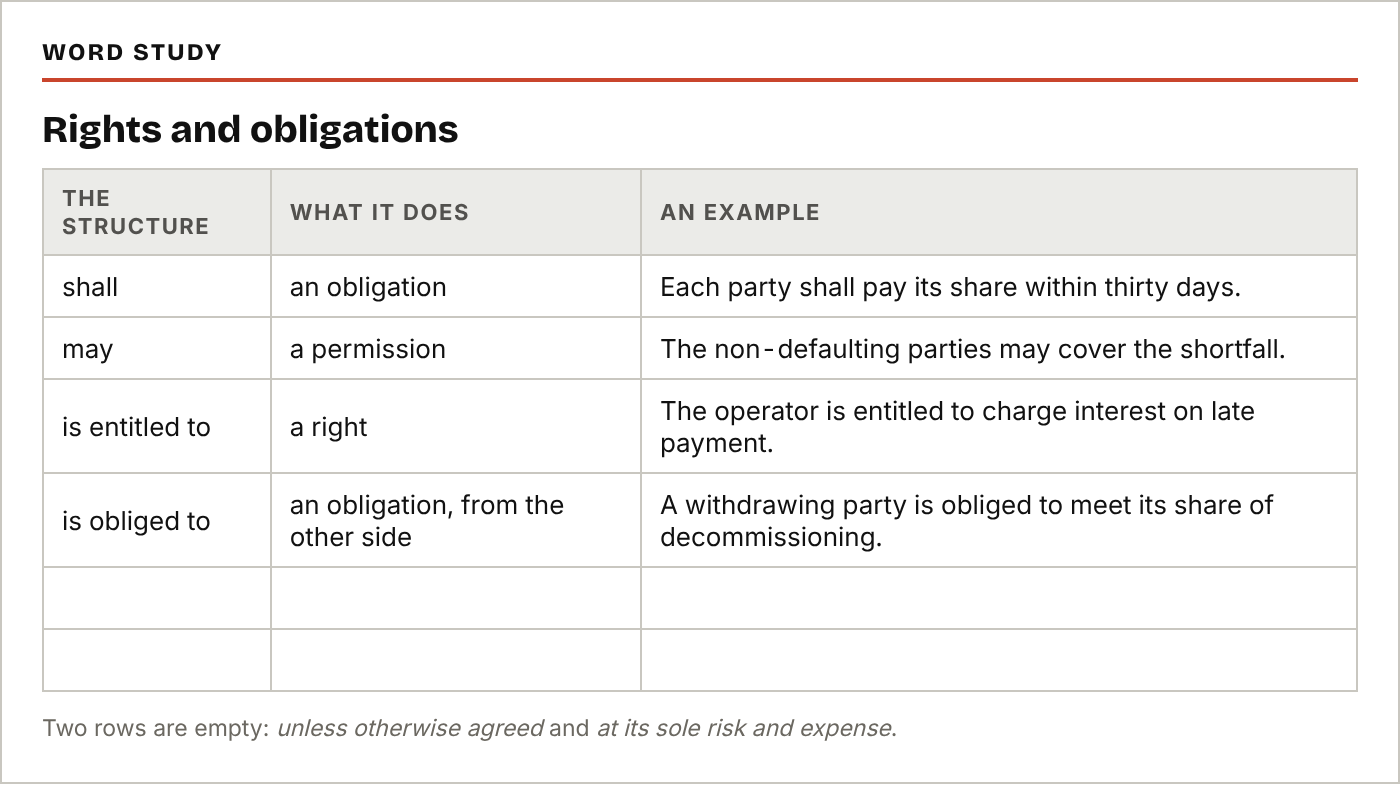 WORD STUDY
Rights and obligations
THE
STRUCTURE
WHAT IT DOES
AN EXAMPLE
shall
an obligation
Each party shall pay its share within thirty days.
may
a permission
The non-defaulting parties may cover the shortfall.
is entitled to
a right
The operator is entitled to charge interest on late
payment.
is obliged to
an obligation, from the
other side
A withdrawing party is obliged to meet its share of
decommissioning.
Two rows are empty: unless otherwise agreed and at its sole risk and expense.